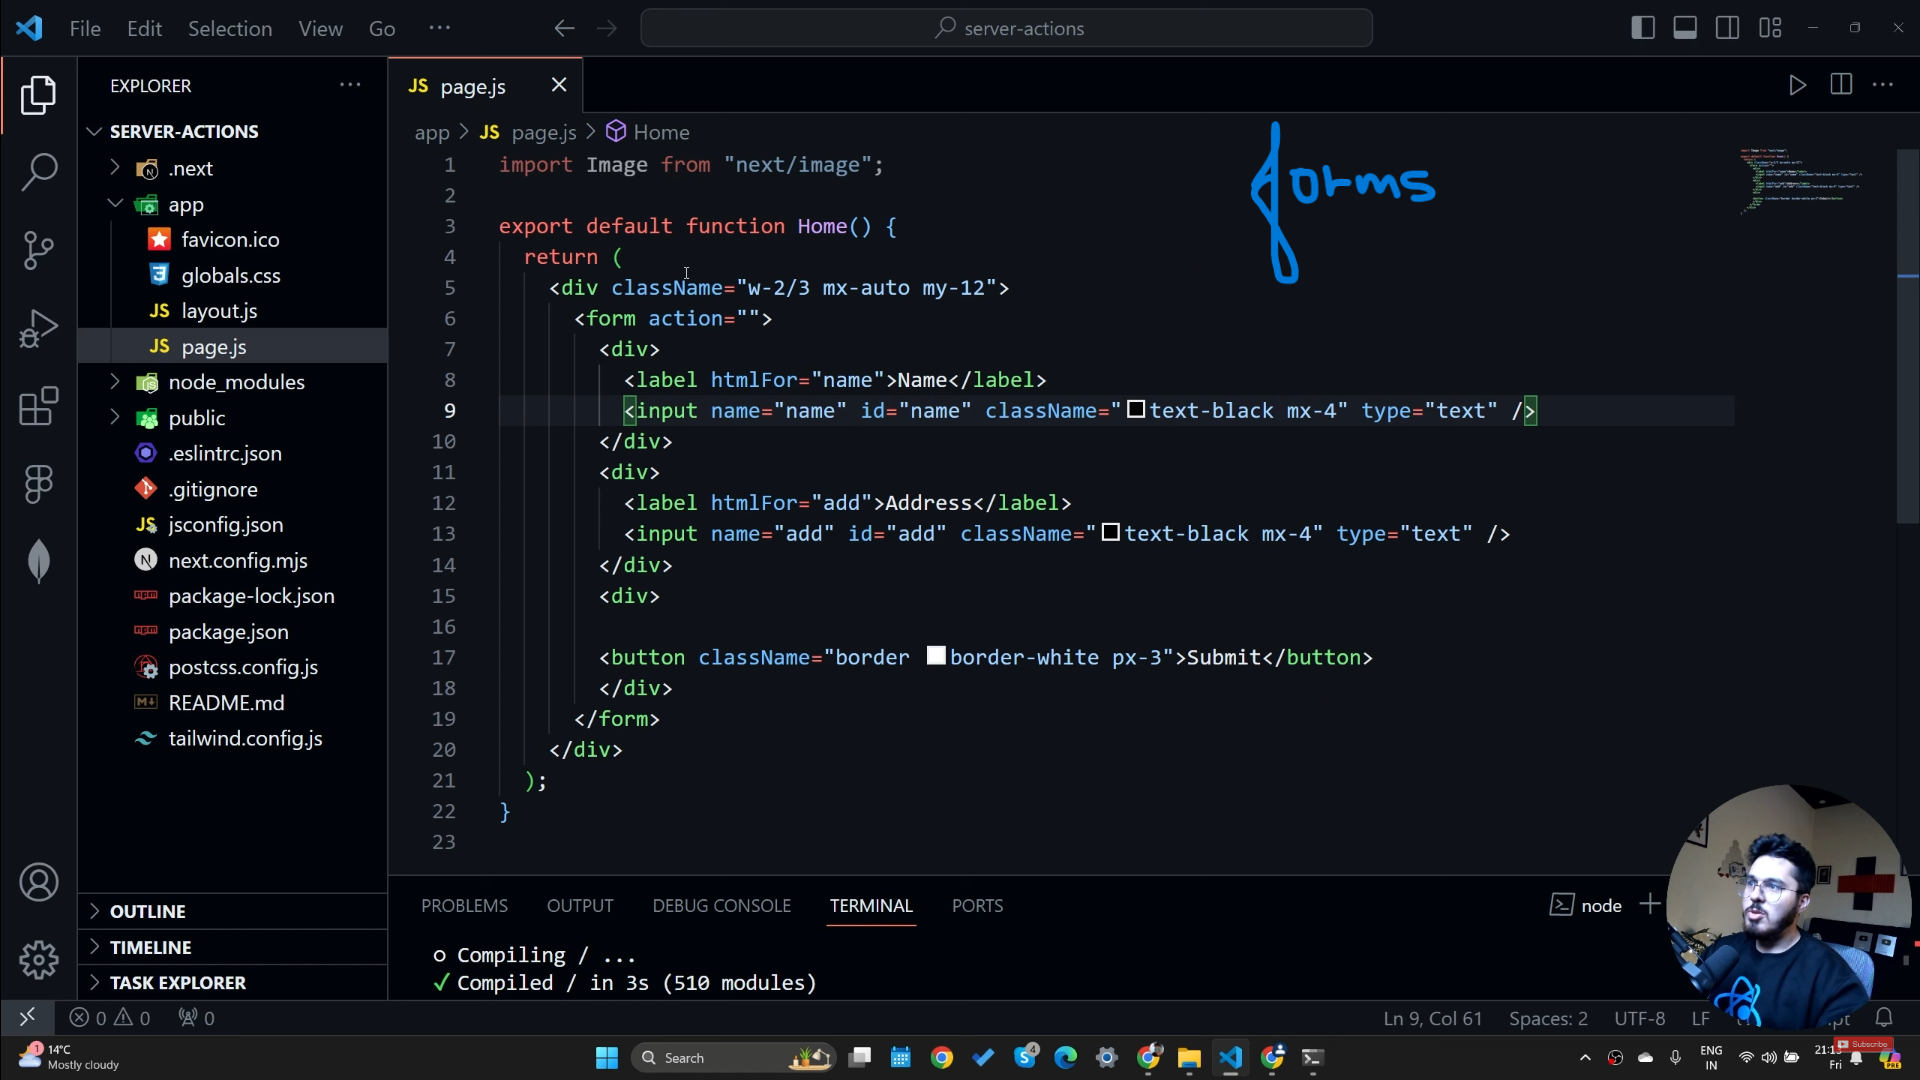 File Edit Selection View Go ··· server-actions
EXPLORER ···
SERVER-ACTIONS
.next
app
favicon.ico
globals.css
JS layout.js
JS page.js
node_modules
public
.eslintrc.json
.gitignore
JS jsconfig.json
N next.config.mjs
package-lock.json
package.json
postcss.config.js
README.md
tailwind.config.js
OUTLINE
TIMELINE
TASK EXPLORER
JS page.js
app > JS page.js > Home
forms
1 import Image from "next/image";
2
3 export default function Home() {
4 return (
5 <div className="w-2/3 mx-auto my-12">
6 <form action="">
7 <div>
8 <label htmlFor="name">Name</label>
9 <input name="name" id="name" className="text-black mx-4" type="text" />
10 </div>
11 <div>
12 <label htmlFor="add">Address</label>
13 <input name="add" id="add" className="text-black mx-4" type="text" />
14 </div>
15 <div>
16
17 <button className="border border-white px-3">Submit</button>
18 </div>
19 </form>
20 </div>
21 );
22 }
23
PROBLEMS OUTPUT DEBUG CONSOLE TERMINAL PORTS node
Compiling / ...
✓ Compiled / in 3s (510 modules)
0 0 0 Ln 9, Col 61 Spaces: 2 UTF-8 LF
1 14°C
Mostly cloudy
Search
4
ENG
IN
Fri
Subscribe
PRE